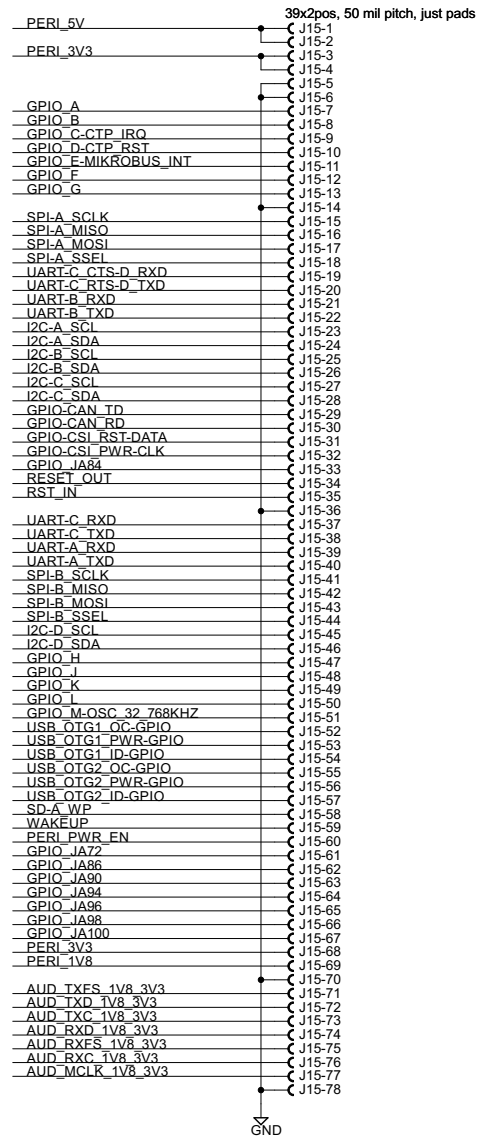 39x2pos, 50 mil pitch, just pads
PERI_5V J15-1
J15-2
PERI_3V3 J15-3
J15-4
J15-5
J15-6
GPIO_A J15-7
GPIO_B J15-8
GPIO_C-CTP_IRQ J15-9
GPIO_D-CTP_RST J15-10
GPIO_E-MIKROBUS_INT J15-11
GPIO_F J15-12
GPIO_G J15-13
J15-14
SPI-A_SCLK J15-15
SPI-A_MISO J15-16
SPI-A_MOSI J15-17
SPI-A_SSEL J15-18
UART-C_CTS-D_RXD J15-19
UART-C_RTS-D_TXD J15-20
UART-B_RXD J15-21
UART-B_TXD J15-22
I2C-A_SCL J15-23
I2C-A_SDA J15-24
I2C-B_SCL J15-25
I2C-B_SDA J15-26
I2C-C_SCL J15-27
I2C-C_SDA J15-28
GPIO-CAN_TD J15-29
GPIO-CAN_RD J15-30
GPIO-CSI_RST-DATA J15-31
GPIO-CSI_PWR-CLK J15-32
GPIO_JA84 J15-33
RESET_OUT J15-34
RST_IN J15-35
J15-36
UART-C_RXD J15-37
UART-C_TXD J15-38
UART-A_RXD J15-39
UART-A_TXD J15-40
SPI-B_SCLK J15-41
SPI-B_MISO J15-42
SPI-B_MOSI J15-43
SPI-B_SSEL J15-44
I2C-D_SCL J15-45
I2C-D_SDA J15-46
GPIO_H J15-47
GPIO_J J15-48
GPIO_K J15-49
GPIO_L J15-50
GPIO_M-OSC_32_768KHZ J15-51
USB_OTG1_OC-GPIO J15-52
USB_OTG1_PWR-GPIO J15-53
USB_OTG1_ID-GPIO J15-54
USB_OTG2_OC-GPIO J15-55
USB_OTG2_PWR-GPIO J15-56
USB_OTG2_ID-GPIO J15-57
SD-A_WP J15-58
WAKEUP J15-59
PERI_PWR_EN J15-60
GPIO_JA72 J15-61
GPIO_JA86 J15-62
GPIO_JA90 J15-63
GPIO_JA94 J15-64
GPIO_JA96 J15-65
GPIO_JA98 J15-66
GPIO_JA100 J15-67
PERI_3V3 J15-68
PERI_1V8 J15-69
J15-70
AUD_TXFS_1V8_3V3 J15-71
AUD_TXD_1V8_3V3 J15-72
AUD_TXC_1V8_3V3 J15-73
AUD_RXD_1V8_3V3 J15-74
AUD_RXFS_1V8_3V3 J15-75
AUD_RXC_1V8_3V3 J15-76
AUD_MCLK_1V8_3V3 J15-77
J15-78
GND